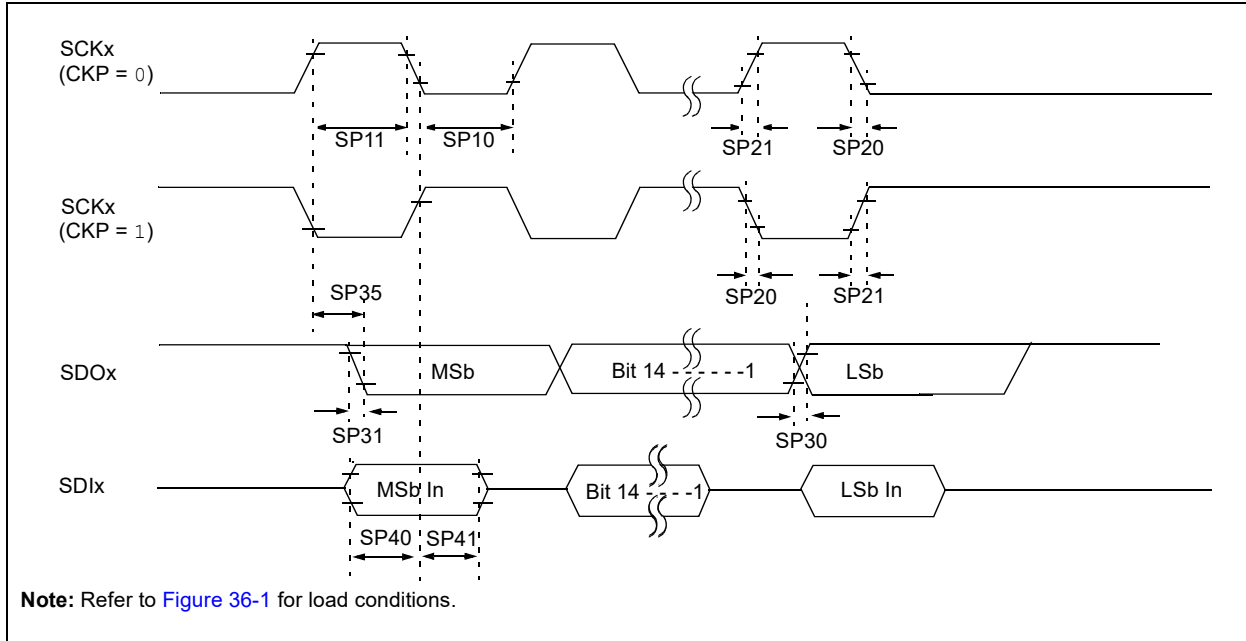 SCKx
(CKP = 0)
SP11
SP10
SP21
SP20
SCKx
(CKP = 1)
SP35
SP20
SP21
SDOx
MSb
Bit 14 - - - - - -1
LSb
SP31
SP30
SDIx
MSb In
Bit 14 - - - - -1
LSb In
SP40
SP41
Note: Refer to Figure 36-1 for load conditions.